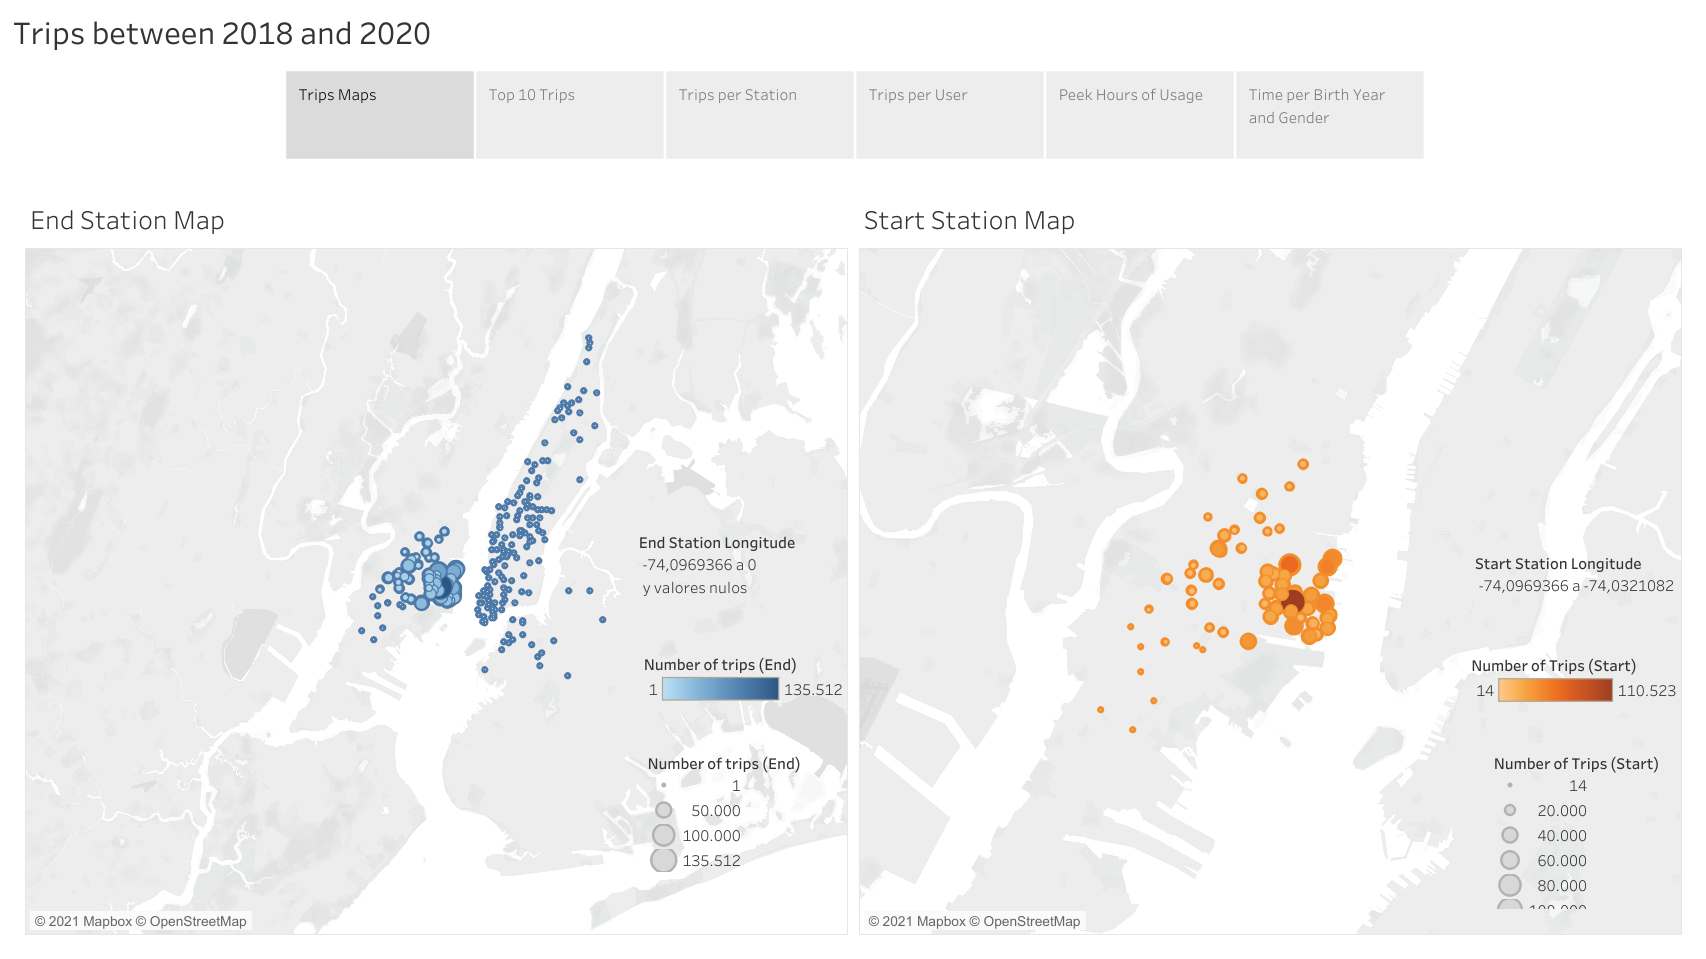 Trips between 2018 and 2020
Trips Maps
Top 10 Trips
Trips per Station
Trips per User
Peek Hours of Usage
Time per Birth Year
and Gender
End Station Map
End Station Longitude
-74,0969366 a 0
y valores nulos
Number of trips (End)
1
135.512
Number of trips (End)
1
50.000
100.000
135.512
© 2021 Mapbox © OpenStreetMap
Start Station Map
Start Station Longitude
-74,0969366 a -74,0321082
Number of Trips (Start)
14
110.523
Number of Trips (Start)
14
20.000
40.000
60.000
80.000
100.000
© 2021 Mapbox © OpenStreetMap